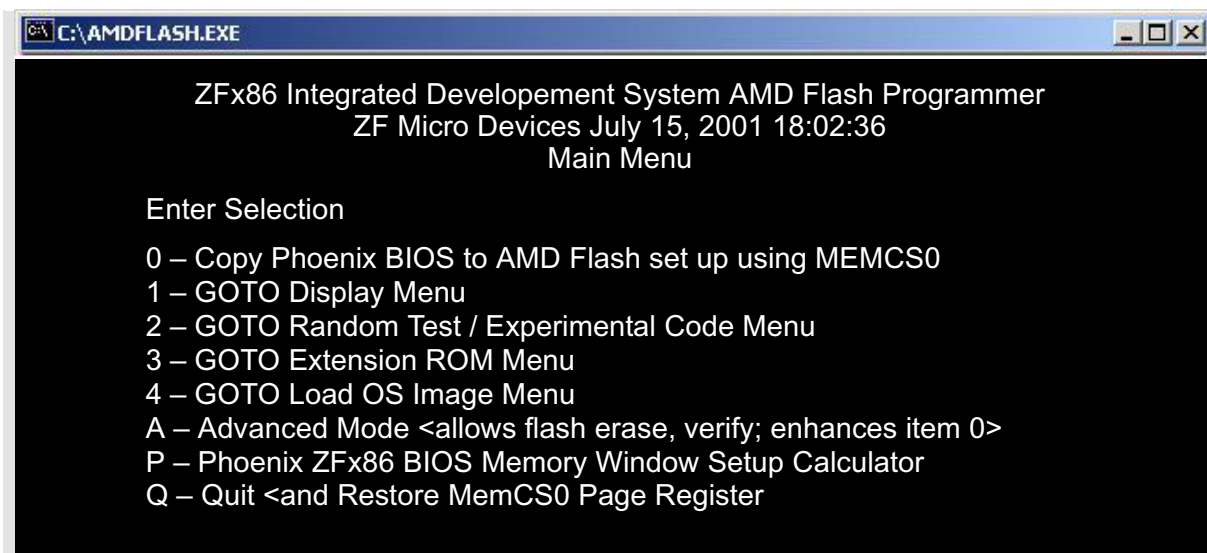 C:\AMDFLASH.EXE
ZFx86 Integrated Developement System AMD Flash Programmer
ZF Micro Devices July 15, 2001 18:02:36
Main Menu
Enter Selection
0 – Copy Phoenix BIOS to AMD Flash set up using MEMCS0
1 – GOTO Display Menu
2 – GOTO Random Test / Experimental Code Menu
3 – GOTO Extension ROM Menu
4 – GOTO Load OS Image Menu
A – Advanced Mode <allows flash erase, verify; enhances item 0>
P – Phoenix ZFx86 BIOS Memory Window Setup Calculator
Q – Quit <and Restore MemCS0 Page Register